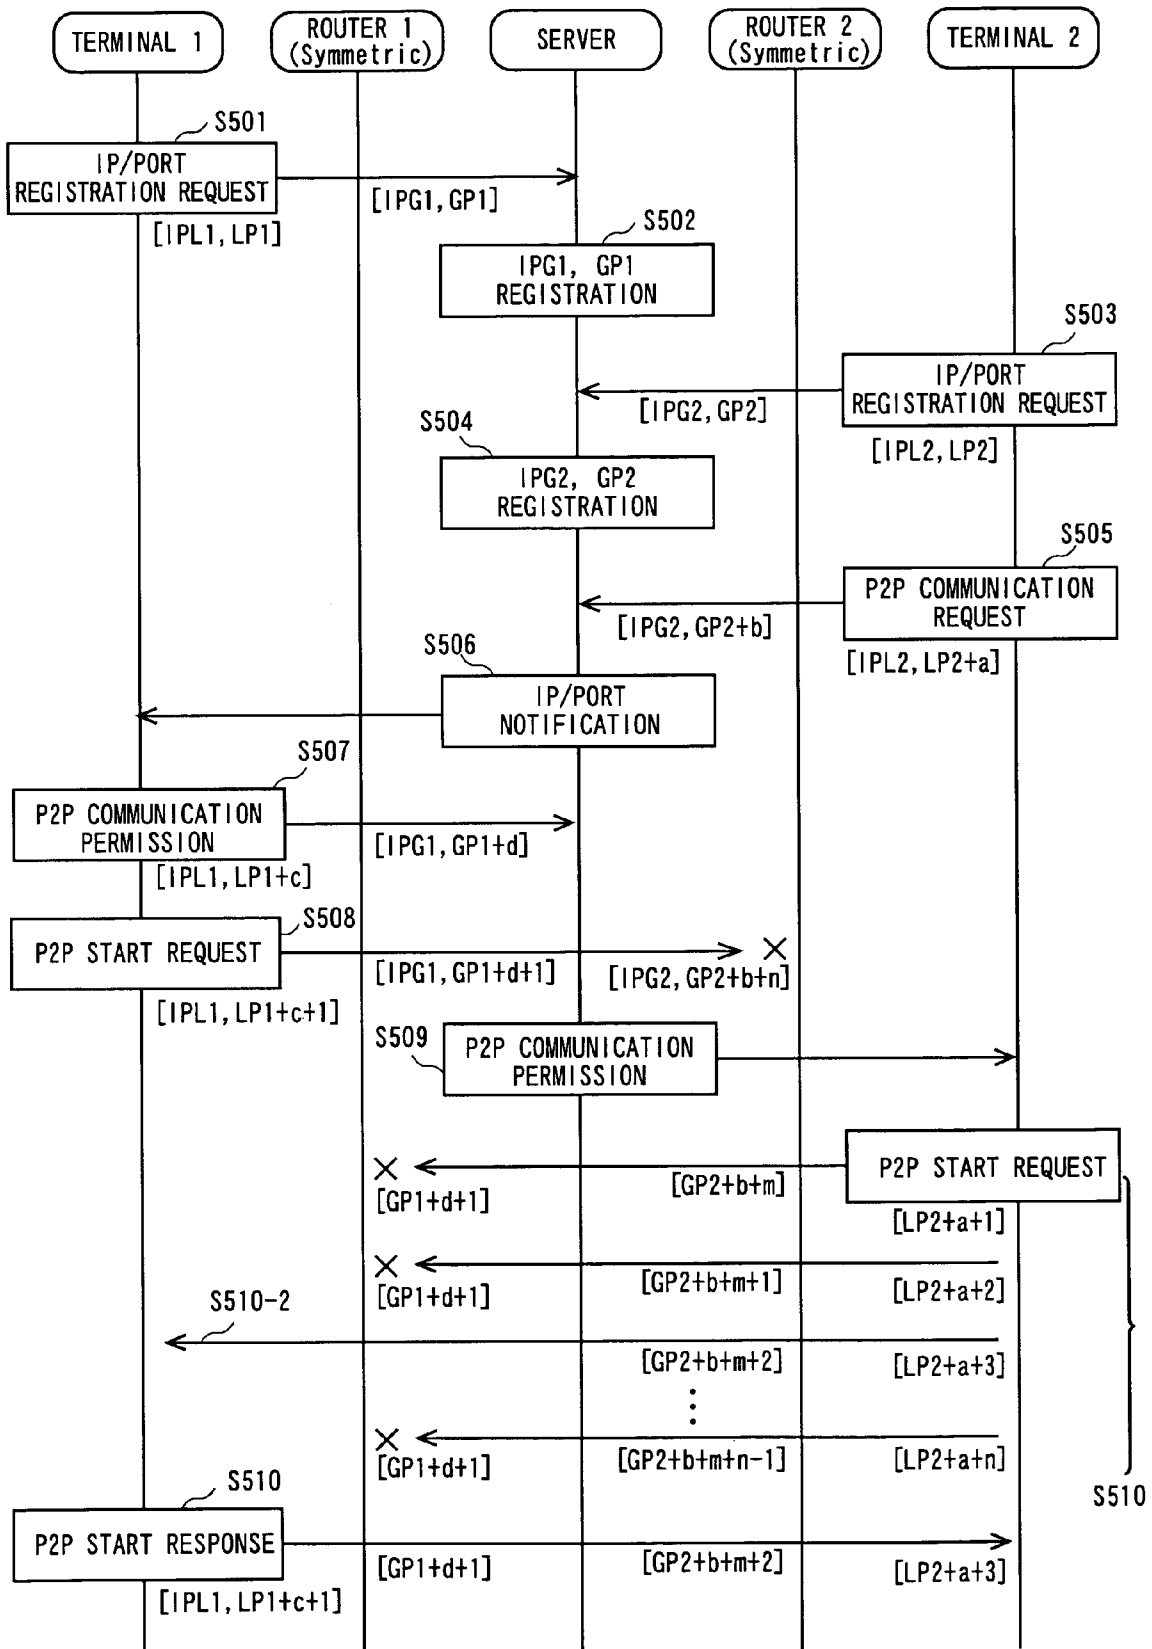 TERMINAL 1
ROUTER 1
(Symmetric)
SERVER
ROUTER 2
(Symmetric)
TERMINAL 2
S501
IP/PORT
REGISTRATION REQUEST
[IPG1, GP1]
[IPL1, LP1]
S502
IPG1, GP1
REGISTRATION
S503
IP/PORT
REGISTRATION REQUEST
[IPG2, GP2]
[IPL2, LP2]
S504
IPG2, GP2
REGISTRATION
S505
P2P COMMUNICATION
REQUEST
[IPG2, GP2+b]
[IPL2, LP2+a]
S506
IP/PORT
NOTIFICATION
S507
P2P COMMUNICATION
PERMISSION
[IPG1, GP1+d]
[IPL1, LP1+c]
S508
P2P START REQUEST
[IPG1, GP1+d+1]
[IPG2, GP2+b+n]
[IPL1, LP1+c+1]
S509
P2P COMMUNICATION
PERMISSION
P2P START REQUEST
[GP1+d+1]
[GP2+b+m]
[LP2+a+1]
[GP1+d+1]
[GP2+b+m+1]
[LP2+a+2]
S510-2
[GP2+b+m+2]
[LP2+a+3]
[GP1+d+1]
[GP2+b+m+n-1]
[LP2+a+n]
S510
S510
P2P START RESPONSE
[GP1+d+1]
[GP2+b+m+2]
[LP2+a+3]
[IPL1, LP1+c+1]